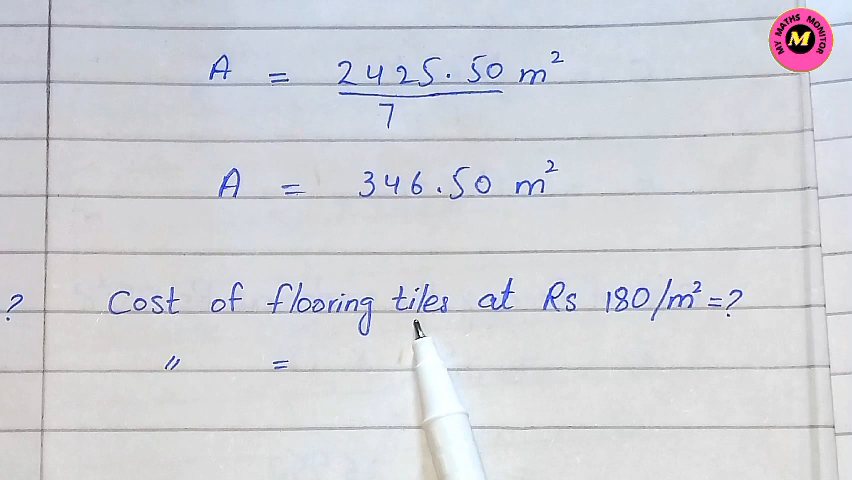 MY MATHS MONITOR
M
A = 2425.50 m²
7
A = 346.50 m²
? Cost of flooring tiles at Rs 180/m² = ?
〃 =